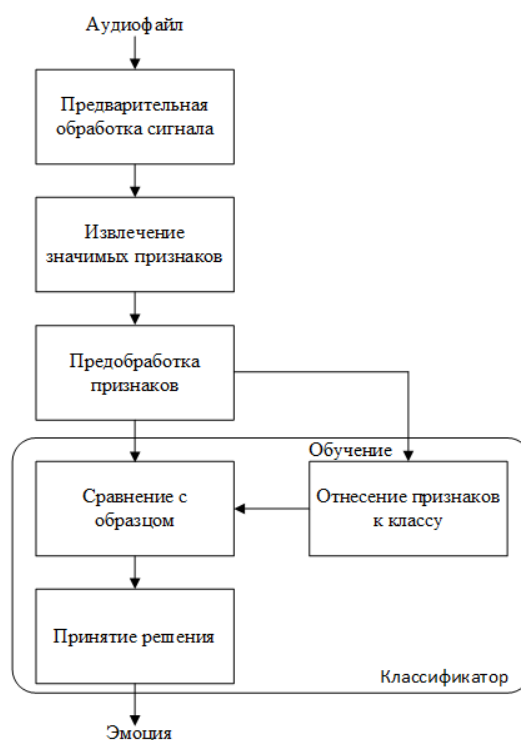 Аудиофайл
Предварительная
обработка сигнала
Извлечение
значимых признаков
Предобработка
признаков
Обучение
Сравнение с
образцом
Отнесение признаков
к классу
Принятие решения
Классификатор
Эмоция